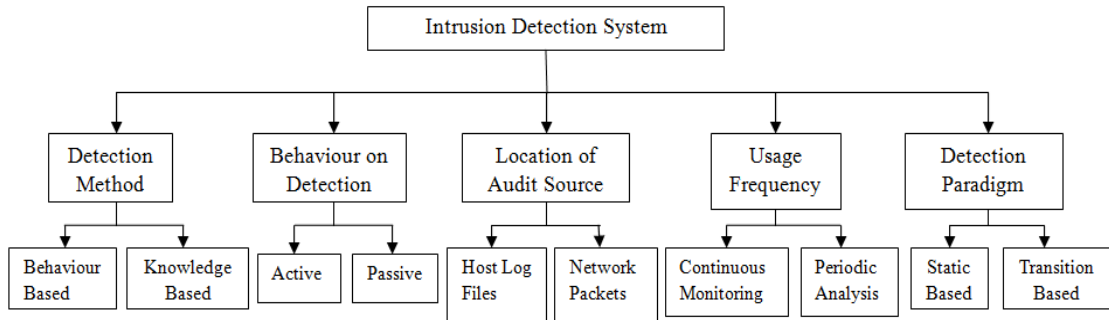 Intrusion Detection System
Detection
Method
Behaviour on
Detection
Location of
Audit Source
Usage
Frequency
Detection
Paradigm
Behaviour
Based
Knowledge
Based
Active
Passive
Host Log
Files
Network
Packets
Continuous
Monitoring
Periodic
Analysis
Static
Based
Transition
Based